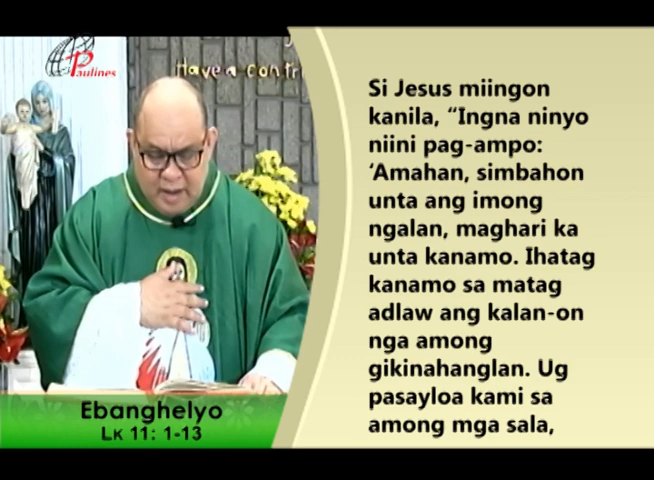 Paulines
Have a contri
Si Jesus miingon
kanila, “Ingna ninyo
niini pag-ampo:
‘Amahan, simbahon
unta ang imong
ngalan, maghari ka
unta kanamo. Ihatag
kanamo sa matag
adlaw ang kalan-on
nga among
gikinahanglan. Ug
pasayloa kami sa
among mga sala,
Ebanghelyo
Lk 11: 1-13